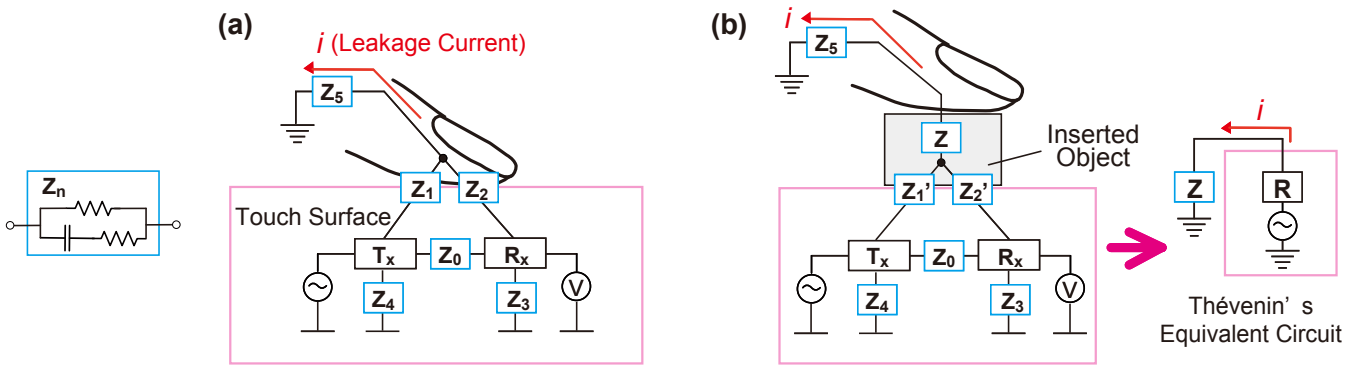 (a)
i (Leakage Current)
Z5
Zn
Z1
Z2
Touch Surface
Tx
Z0
Rx
V
Z4
Z3
(b)
i
Z5
Z
Inserted
Object
Z1’
Z2’
Tx
Z0
Rx
V
Z4
Z3
i
Z
R
Thévenin’ s
Equivalent Circuit